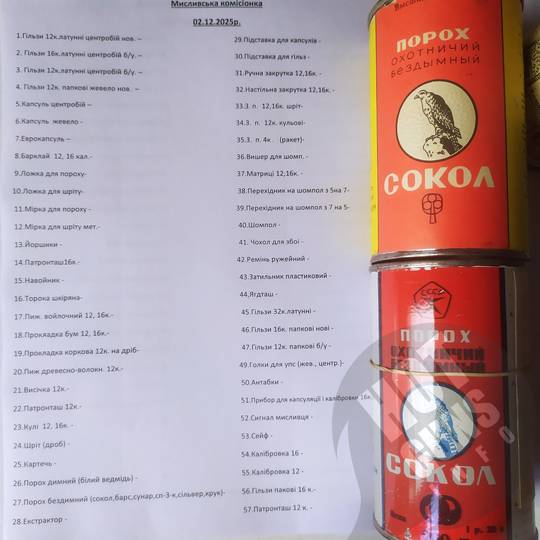 Мисливська комісіонка
02.12.2025р.
1.Гільзи 12к.латунні центробій нов. –
2. Гільзи 16к.латунні центробій б/у. –
3. Гільзи 12к.латунні центробій б/у. –
4. Гільзи 12к. папкові жевело нов. –
5.Капсуль центробій –
6.Капсуль жевело -
7.Еврокапсуль –
8.Барклай 12, 16 кал.-
9.Ложка для пороху-
10.Ложка для шріту-
11.Мірка для пороху -
12.Мірка для шріту мет.-
13.Йоршики -
14.Патронташ16к.-
15.Навойник -
16.Торока шкіряна-
17.Пиж войлочний 12, 16к.-
18.Прокладка бум 12, 16к.-
19.Прокладка коркова 12к. на дріб-
20.Пиж древесно-волокн. 12к.-
21.Висічка 12к.-
22.Патронташ 12к.-
23.Кулі 12, 16к. -
24.Шріт (дроб) -
25.Картечь -
26.Порох димний (білий ведмідь) -
27.Порох бездимний (сокол,барс,сунар,сп-3-к,сільвер,крук)-
28.Екстрактор -
29.Підставка для капсулів -
30.Підставка для гільз -
31.Ручна закрутка 12,16к. -
32.Настільна закрутка 12,16к. -
33.З. п. 12,16к. шріт-
34.З. п. 12к. кульові-
35.З. п. 4к . (ракет)-
36.Вишер для шомп. -
37.Матриці 12,16к. -
38.Перехідник на шомпол з 5на 7-
39.Перехідник на шомпол з 7 на 5-
40.Шомпол -
41. Чохол для збої -
42.Ремінь ружейний -
43.Затильник пластиковий -
44,Ягдташ -
45.Гільзи 32к.латунні -
46.Гільзи 16к. папкові нові -
47.Гільзи 12к. папкові б/у -
49.Голки для упс (жев., центр.)-
50.Антабки -
51.Прибор для капсуляції і калібровки 16к
52.Сигнал мисливця -
53.Сейф -
54.Калібровка 16 -
55.Калібровка 12 -
56.Гільзи пакові 16 к.-
57.Патронташ 12 к. -
ПОРОХ
ОХОТНИЧИЙ
БЕЗДЫМНЫЙ
СОКОЛ
СССР
ПОРОХ
ОХОТНИЧИЙ
БЕЗДЫМНЫЙ
СОКОЛ